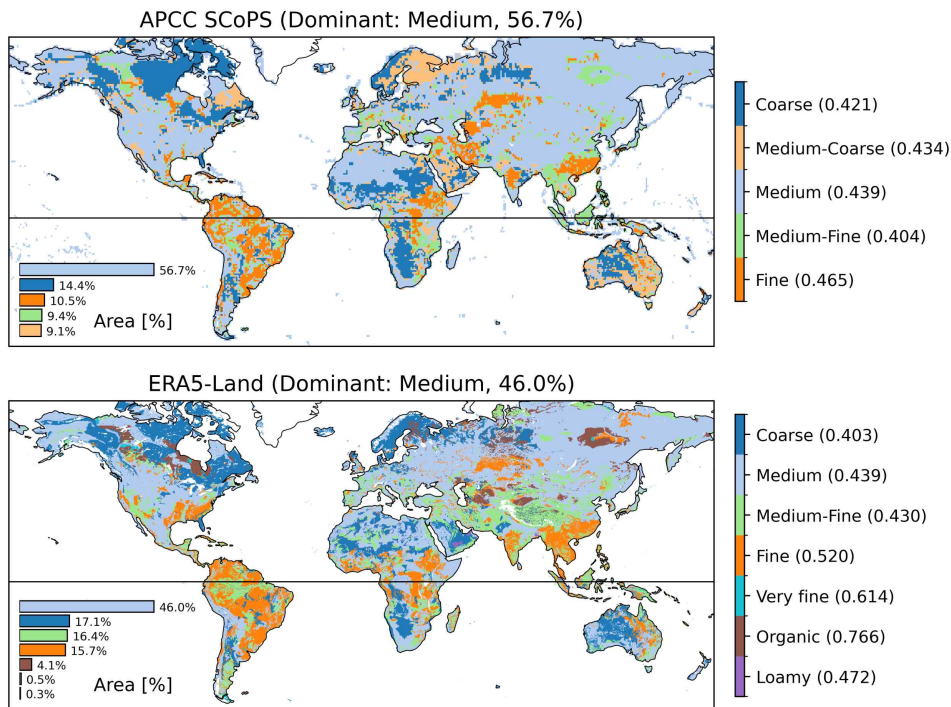 APCC SCoPS (Dominant: Medium, 56.7%)
56.7%
14.4%
10.5%
9.4%
9.1%
Area [%]
Coarse (0.421)
Medium-Coarse (0.434)
Medium (0.439)
Medium-Fine (0.404)
Fine (0.465)
ERA5-Land (Dominant: Medium, 46.0%)
46.0%
17.1%
16.4%
15.7%
4.1%
0.5%
0.3%
Area [%]
Coarse (0.403)
Medium (0.439)
Medium-Fine (0.430)
Fine (0.520)
Very fine (0.614)
Organic (0.766)
Loamy (0.472)